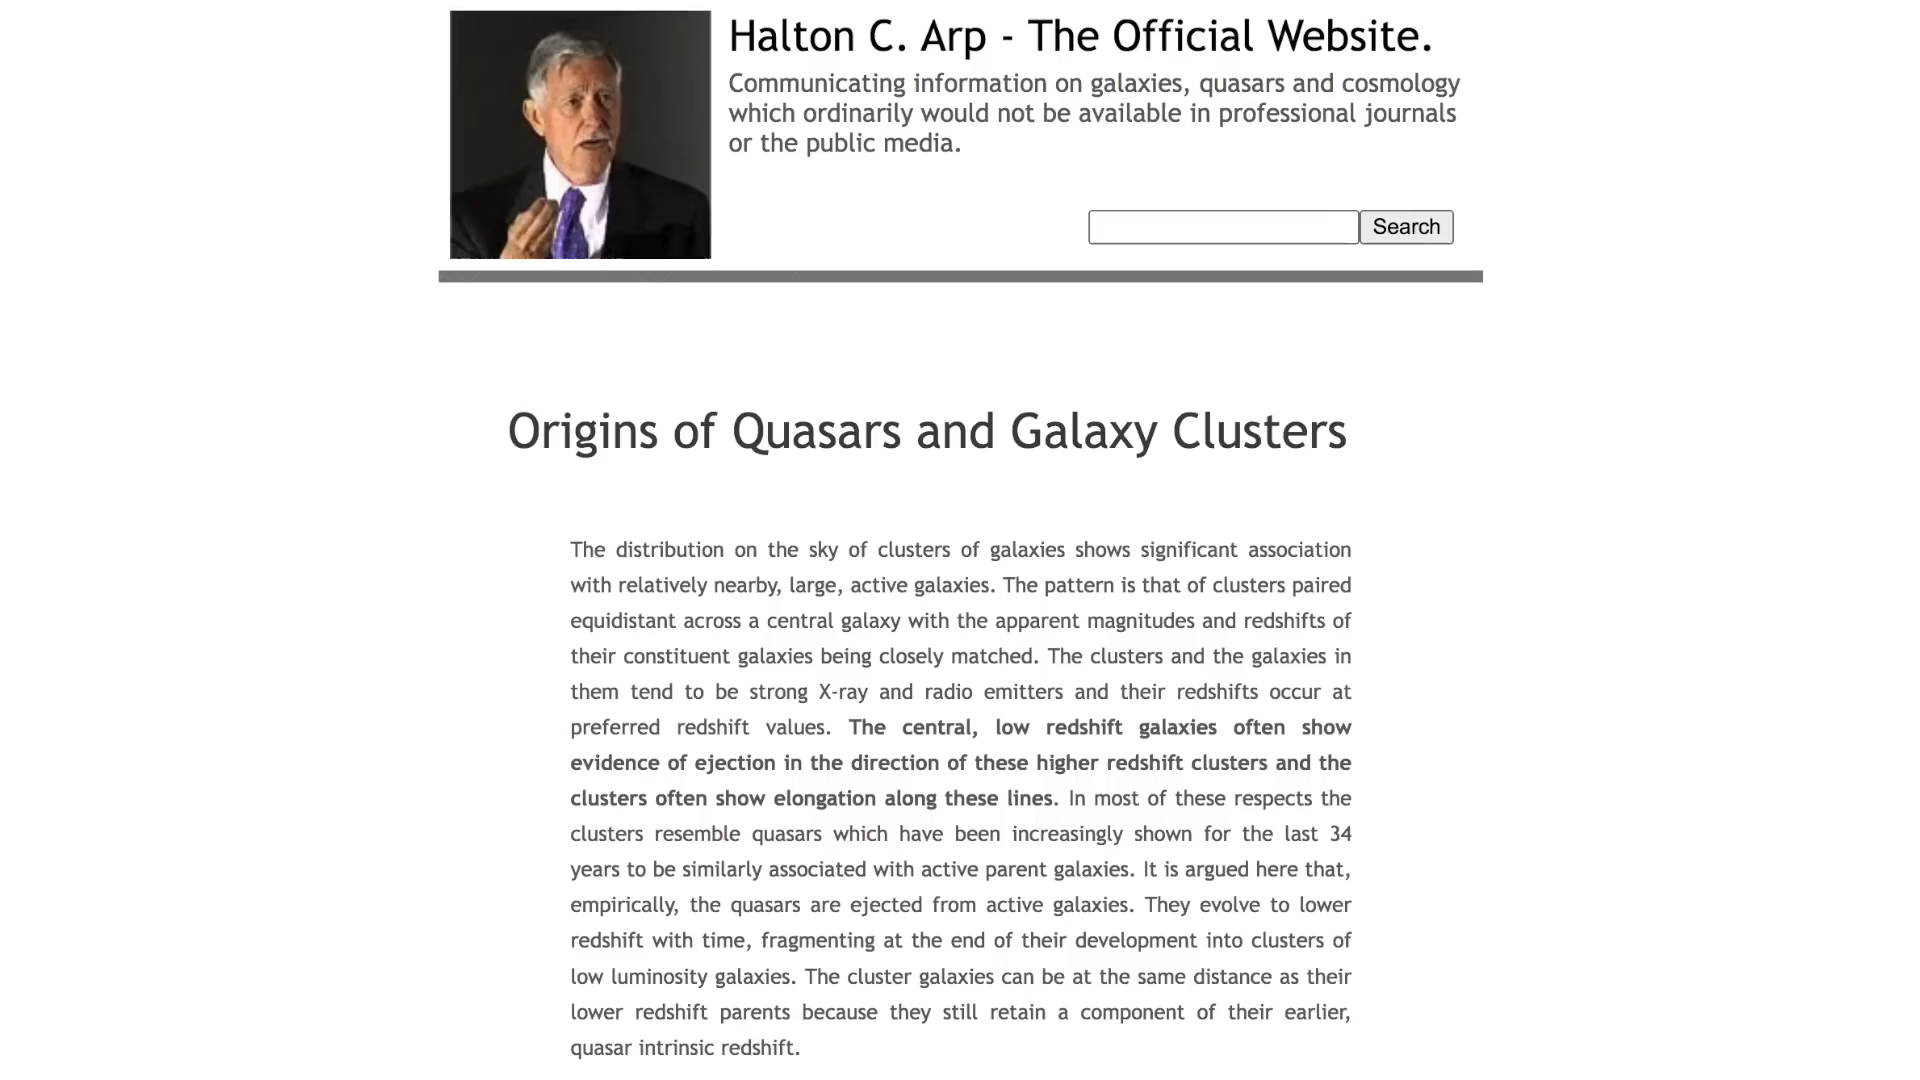 Halton C. Arp - The Official Website.
Communicating information on galaxies, quasars and cosmology
which ordinarily would not be available in professional journals
or the public media.
Search
Origins of Quasars and Galaxy Clusters
The distribution on the sky of clusters of galaxies shows significant association
with relatively nearby, large, active galaxies. The pattern is that of clusters paired
equidistant across a central galaxy with the apparent magnitudes and redshifts of
their constituent galaxies being closely matched. The clusters and the galaxies in
them tend to be strong X-ray and radio emitters and their redshifts occur at
preferred redshift values. The central, low redshift galaxies often show
evidence of ejection in the direction of these higher redshift clusters and the
clusters often show elongation along these lines. In most of these respects the
clusters resemble quasars which have been increasingly shown for the last 34
years to be similarly associated with active parent galaxies. It is argued here that,
empirically, the quasars are ejected from active galaxies. They evolve to lower
redshift with time, fragmenting at the end of their development into clusters of
low luminosity galaxies. The cluster galaxies can be at the same distance as their
lower redshift parents because they still retain a component of their earlier,
quasar intrinsic redshift.